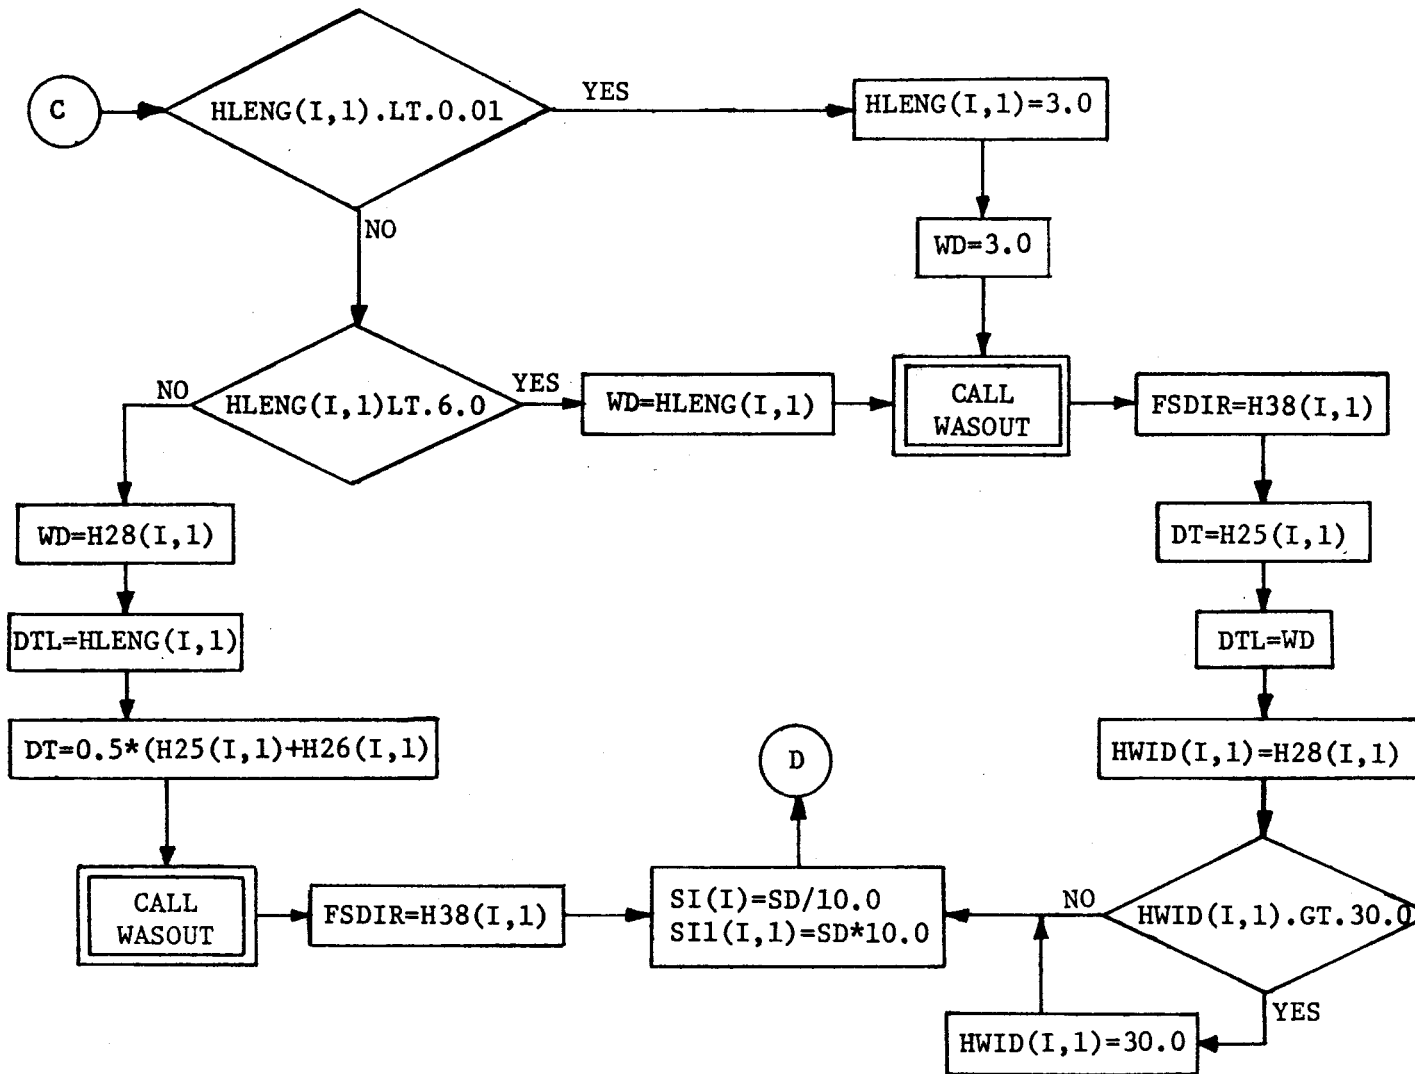 C
HLENG(I,1).LT.0.01
YES
HLENG(I,1)=3.0
NO
WD=3.0
HLENG(I,1)LT.6.0
NO
YES
WD=HLENG(I,1)
CALL
WASOUT
FSDIR=H38(I,1)
WD=H28(I,1)
DT=H25(I,1)
DTL=HLENG(I,1)
DTL=WD
DT=0.5*(H25(I,1)+H26(I,1)
HWID(I,1)=H28(I,1)
D
CALL
WASOUT
FSDIR=H38(I,1)
SI(I)=SD/10.0
SI1(I,1)=SD*10.0
NO
HWID(I,1).GT.30.0
YES
HWID(I,1)=30.0